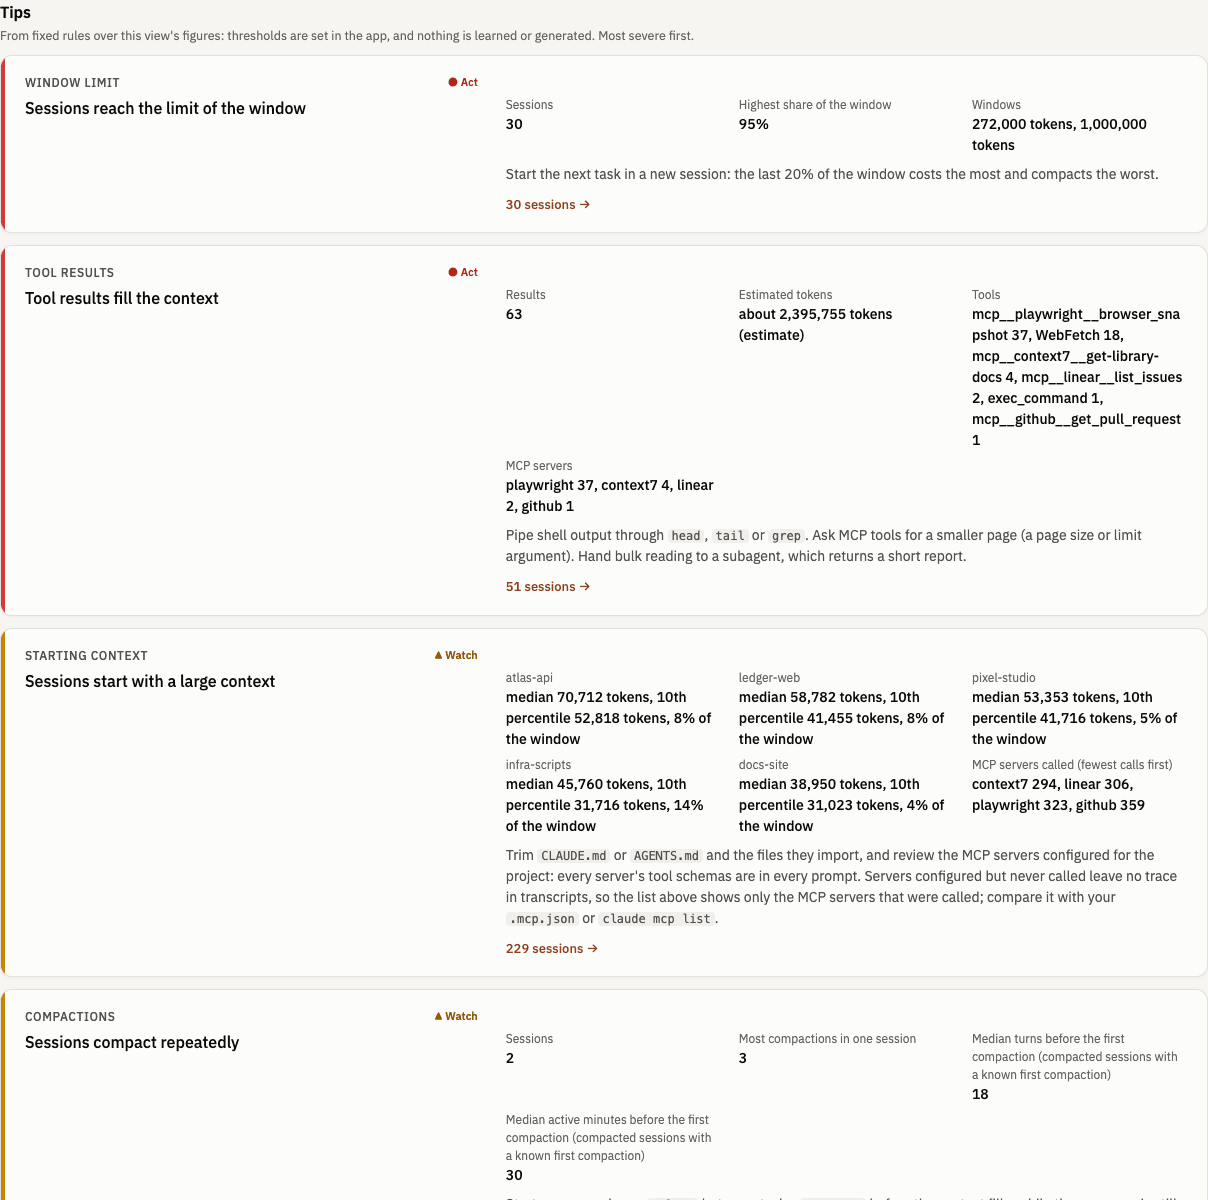 Tips
From fixed rules over this view's figures: thresholds are set in the app, and nothing is learned or generated. Most severe first.
WINDOW LIMIT
Act
Sessions reach the limit of the window
Sessions
30
Highest share of the window
95%
Windows
272,000 tokens, 1,000,000
tokens
Start the next task in a new session: the last 20% of the window costs the most and compacts the worst.
30 sessions →
TOOL RESULTS
Act
Tool results fill the context
Results
63
Estimated tokens
about 2,395,755 tokens
(estimate)
Tools
mcp__playwright__browser_sna
pshot 37, WebFetch 18,
mcp__context7__get-library-
docs 4, mcp__linear__list_issues
2, exec_command 1,
mcp__github__get_pull_request
1
MCP servers
playwright 37, context7 4, linear
2, github 1
Pipe shell output through head, tail or grep. Ask MCP tools for a smaller page (a page size or limit
argument). Hand bulk reading to a subagent, which returns a short report.
51 sessions →
STARTING CONTEXT
Watch
Sessions start with a large context
atlas-api
median 70,712 tokens, 10th
percentile 52,818 tokens, 8% of
the window
ledger-web
median 58,782 tokens, 10th
percentile 41,455 tokens, 8% of
the window
pixel-studio
median 53,353 tokens, 10th
percentile 41,716 tokens, 5% of
the window
infra-scripts
median 45,760 tokens, 10th
percentile 31,716 tokens, 14%
of the window
docs-site
median 38,950 tokens, 10th
percentile 31,023 tokens, 4% of
the window
MCP servers called (fewest calls first)
context7 294, linear 306,
playwright 323, github 359
Trim CLAUDE.md or AGENTS.md and the files they import, and review the MCP servers configured for the
project: every server's tool schemas are in every prompt. Servers configured but never called leave no trace
in transcripts, so the list above shows only the MCP servers that were called; compare it with your
.mcp.json or claude mcp list.
229 sessions →
COMPACTIONS
Watch
Sessions compact repeatedly
Sessions
2
Most compactions in one session
3
Median turns before the first
compaction (compacted sessions with
a known first compaction)
18
Median active minutes before the first
compaction (compacted sessions with
a known first compaction)
30